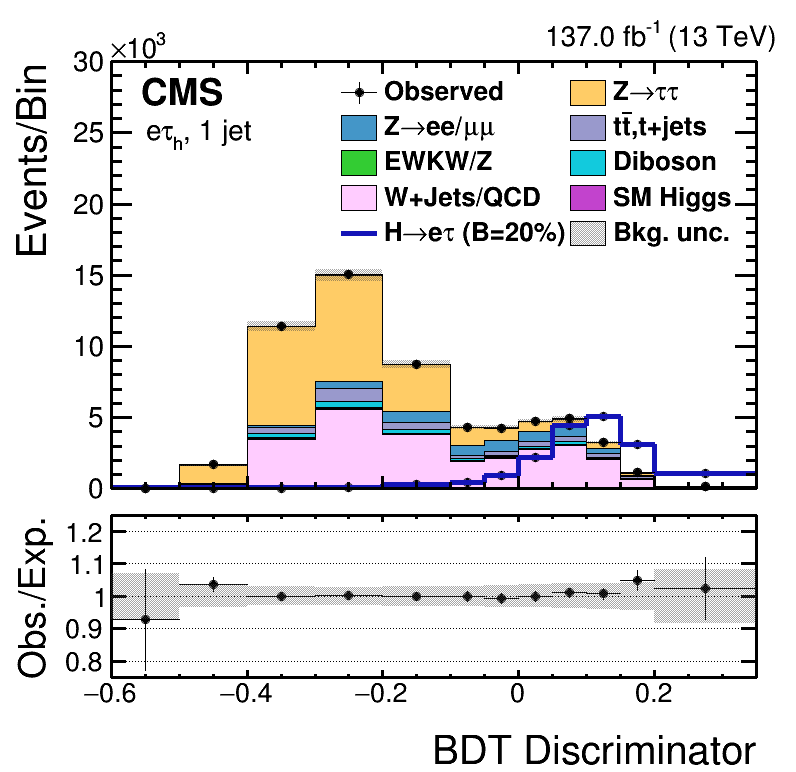 137.0 fb⁻¹ (13 TeV)
×10³
CMS
eτₕ, 1 jet
Observed
Z→ττ
Z→ee/μμ
tt̄,t+jets
EWKW/Z
Diboson
W+Jets/QCD
SM Higgs
H→eτ (B=20%)
Bkg. unc.
Events/Bin
30
25
20
15
10
5
0
Obs./Exp.
1.2
1.1
1
0.9
0.8
−0.6 −0.4 −0.2 0 0.2
BDT Discriminator